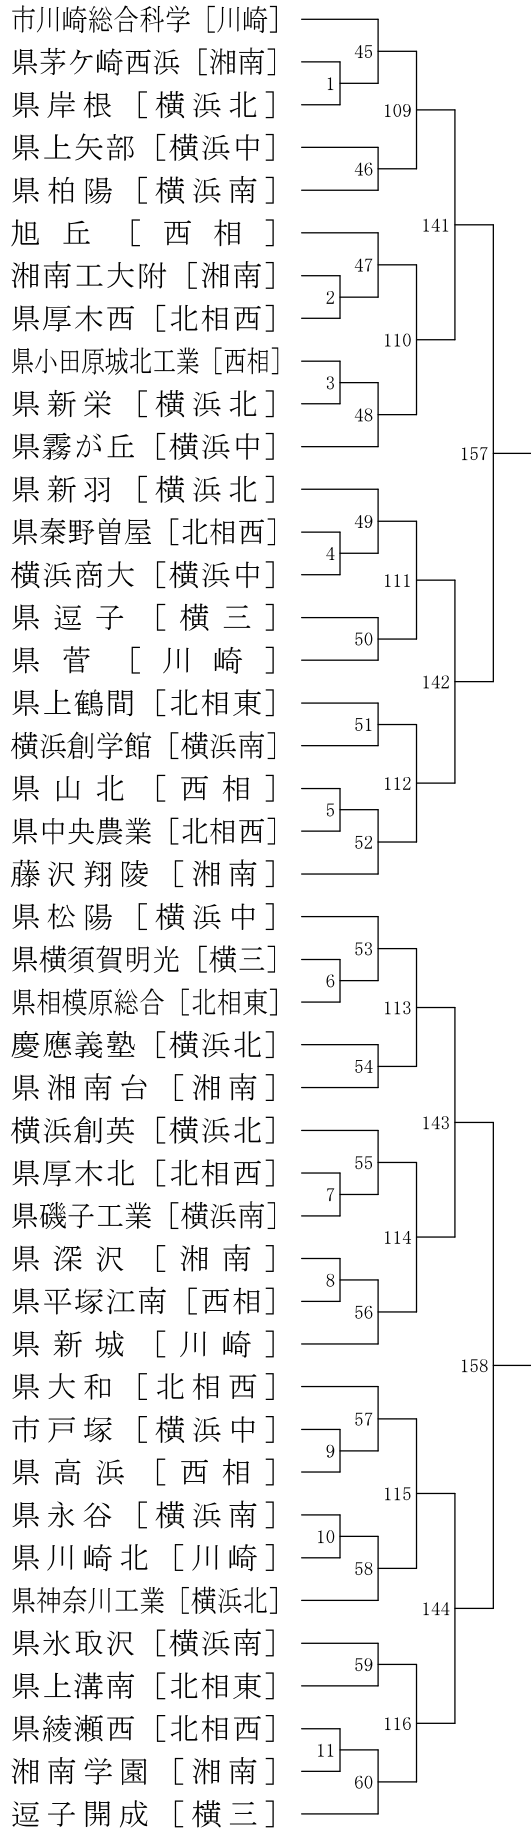 市川崎総合科学［川崎］
45
県茅ケ崎西浜［湘南］
1
県岸根［横浜北］
109
県上矢部［横浜中］
46
県柏陽［横浜南］
141
旭丘［西相］
47
湘南工大附［湘南］
2
県厚木西［北相西］
110
県小田原城北工業［西相］
3
県新栄［横浜北］
48
県霧が丘［横浜中］
157
県新羽［横浜北］
49
県秦野曽屋［北相西］
4
横浜商大［横浜中］
111
県逗子［横三］
50
県菅［川崎］
142
県上鶴間［北相東］
51
横浜創学館［横浜南］
112
県山北［西相］
5
県中央農業［北相西］
52
藤沢翔陵［湘南］
県松陽［横浜中］
53
県横須賀明光［横三］
6
県相模原総合［北相東］
113
慶應義塾［横浜北］
54
県湘南台［湘南］
143
横浜創英［横浜北］
55
県厚木北［北相西］
7
県磯子工業［横浜南］
114
県深沢［湘南］
8
県平塚江南［西相］
56
県新城［川崎］
158
県大和［北相西］
57
市戸塚［横浜中］
9
県高浜［西相］
115
県永谷［横浜南］
10
県川崎北［川崎］
58
県神奈川工業［横浜北］
144
県氷取沢［横浜南］
59
県上溝南［北相東］
116
県綾瀬西［北相西］
11
湘南学園［湘南］
60
逗子開成［横三］